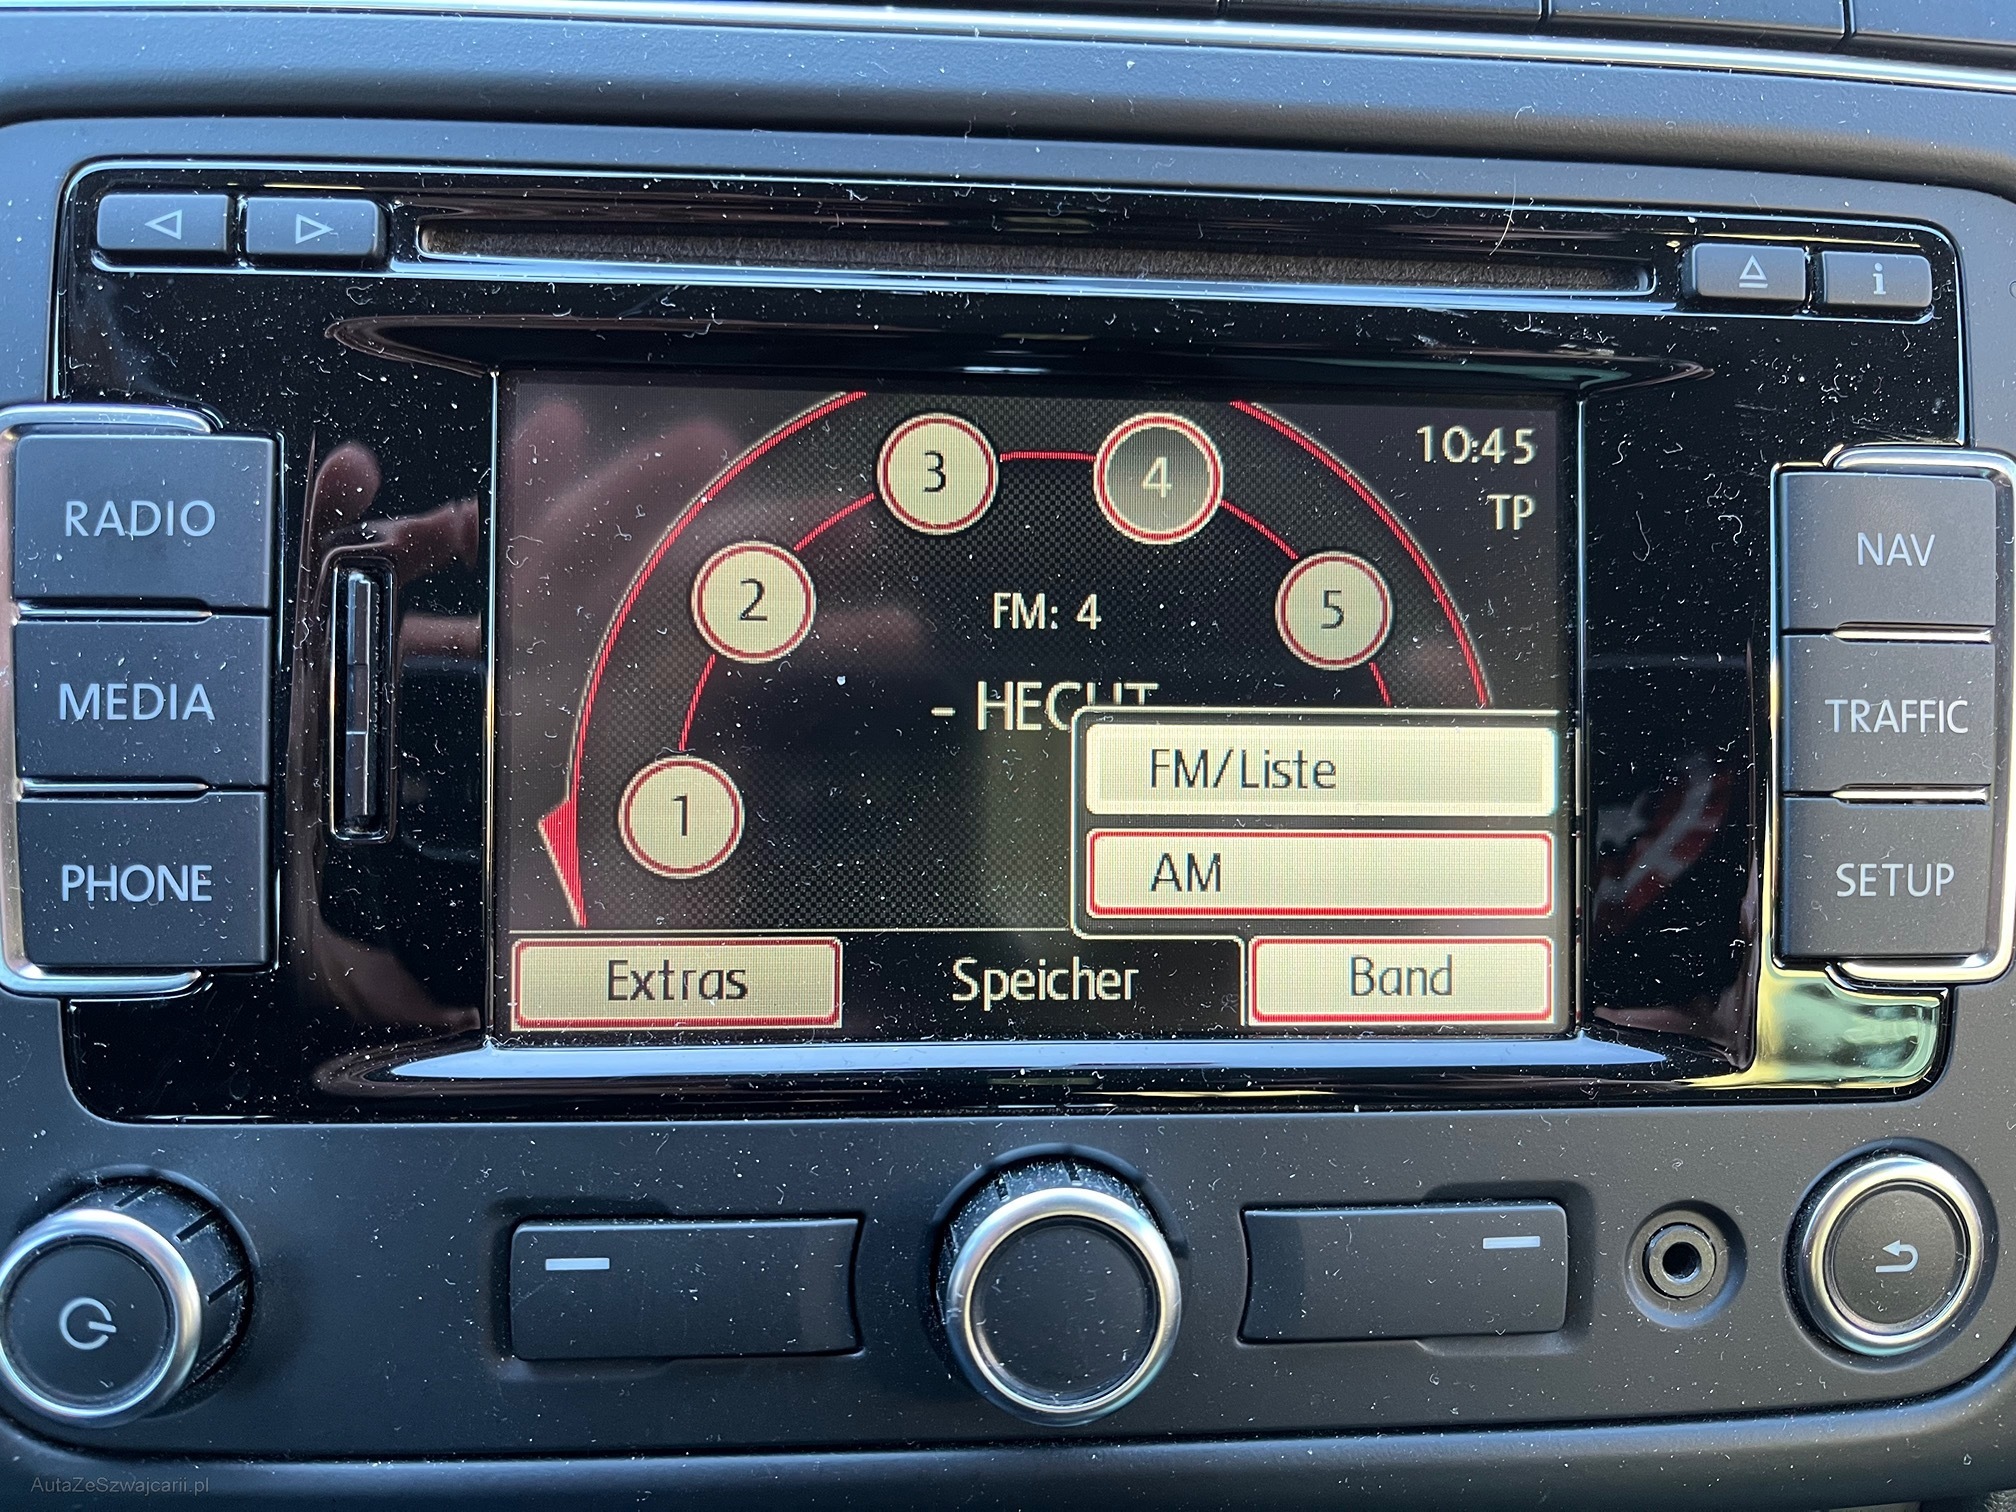 RADIO
MEDIA
PHONE
3
4
10:45
TP
2
5
FM: 4
- HECHT
1
FM/Liste
AM
Extras
Speicher
Band
i
NAV
TRAFFIC
SETUP
AutaZeSzwajcarii.pl